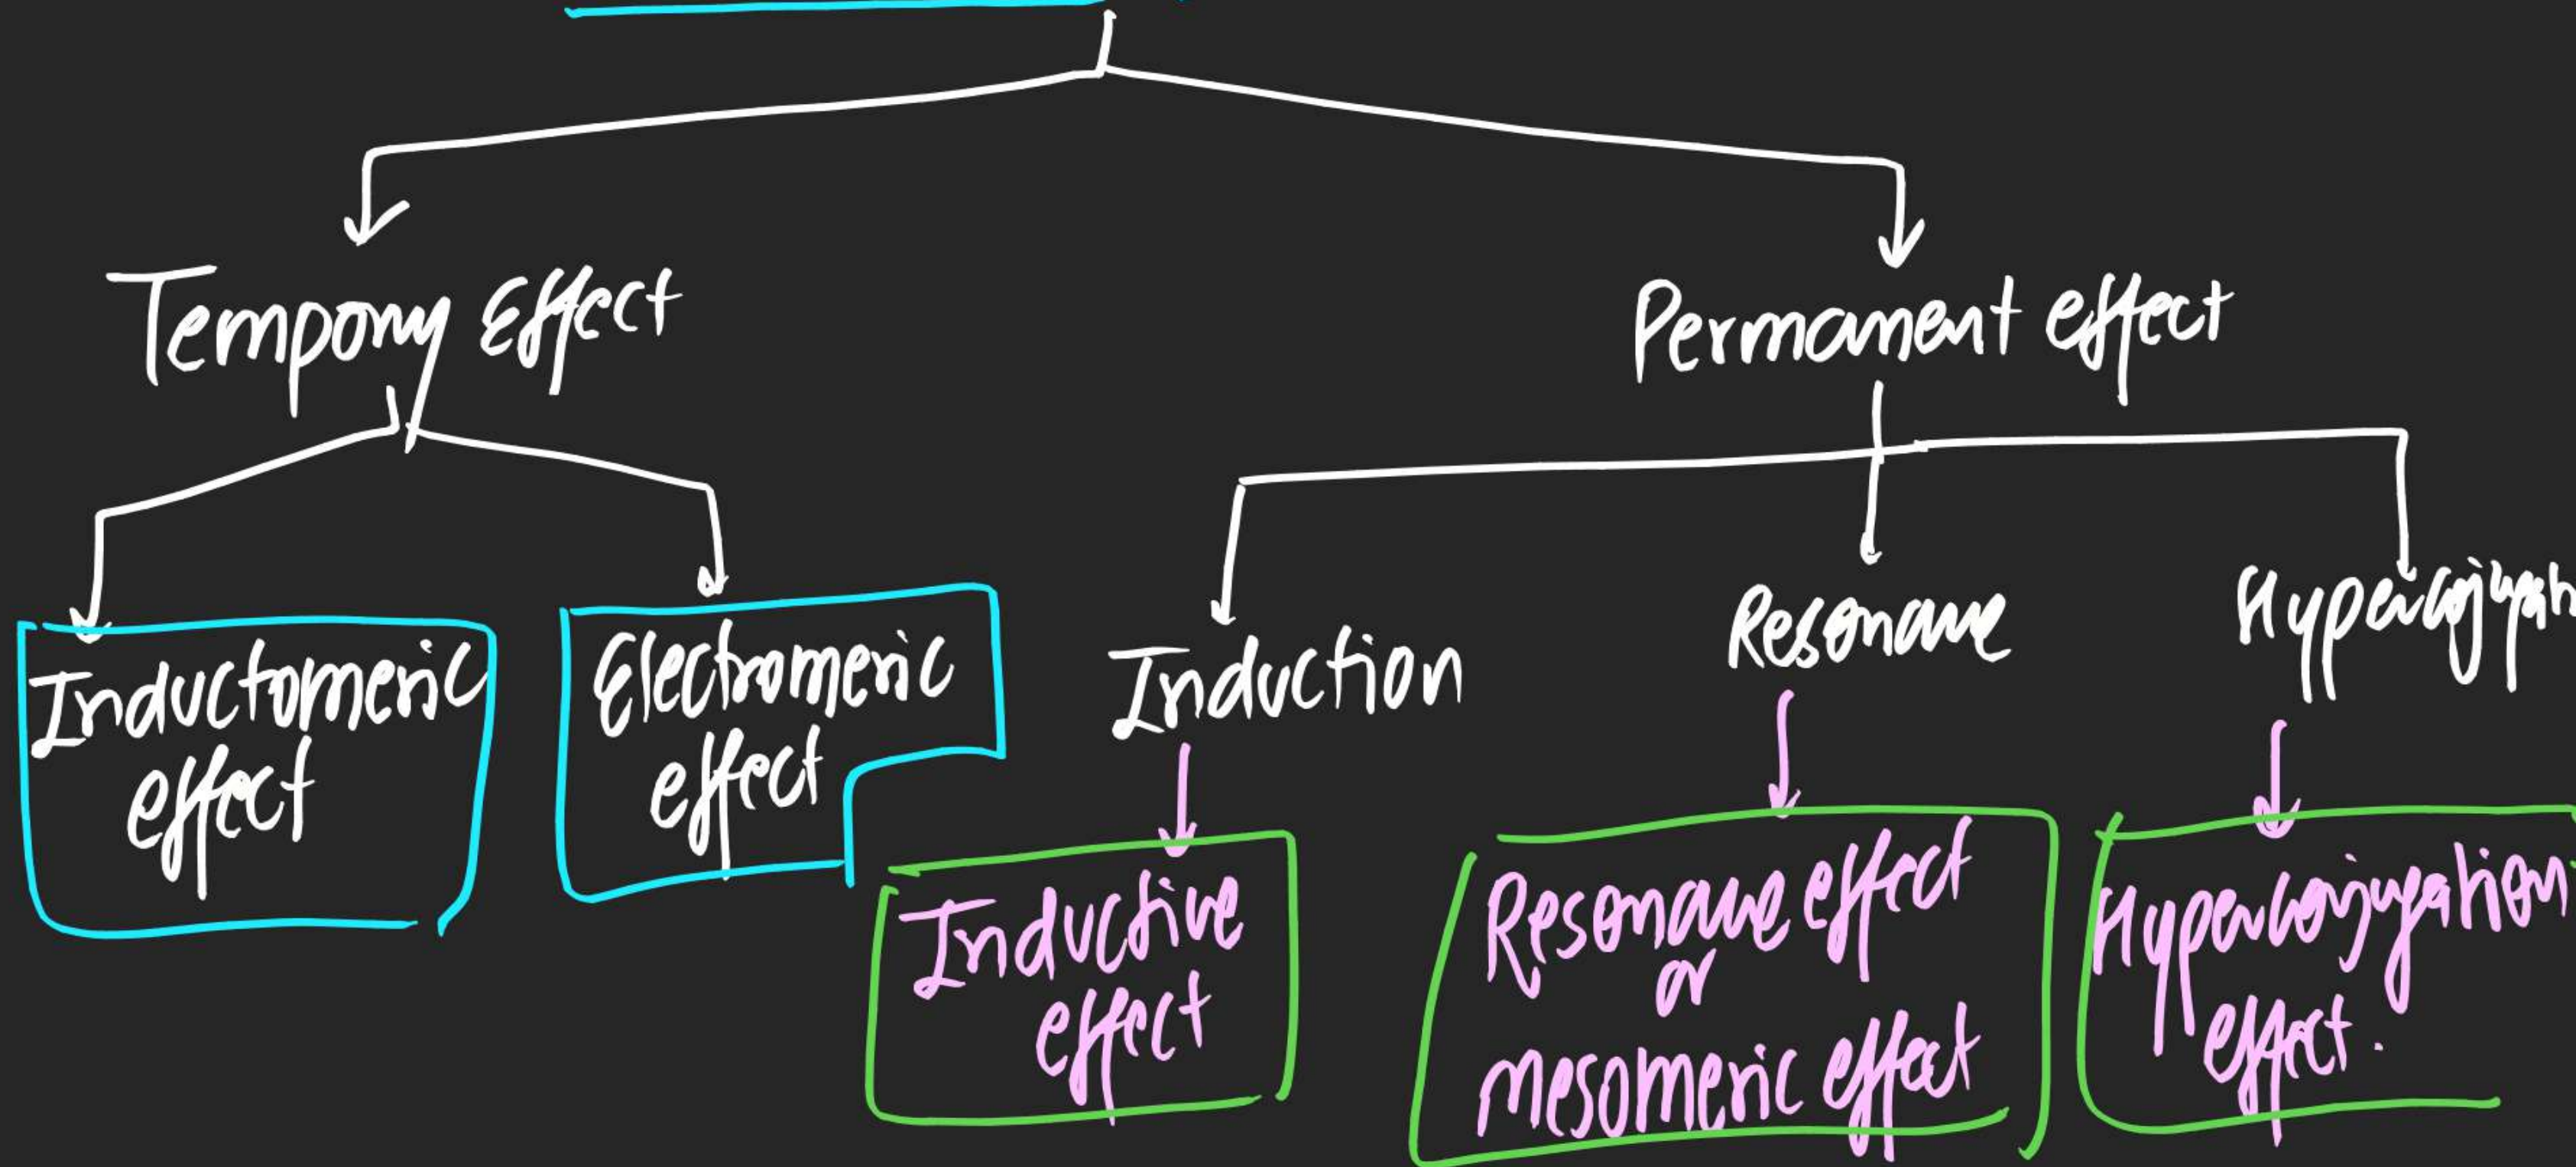 Tempory Effect
Permanent effect
Inductomeric
effect
Electromeric
effect
Induction
Resonance
Inductive
effect
Resonance effect
or
mesomeric effect
Hyperconjugation
effect.